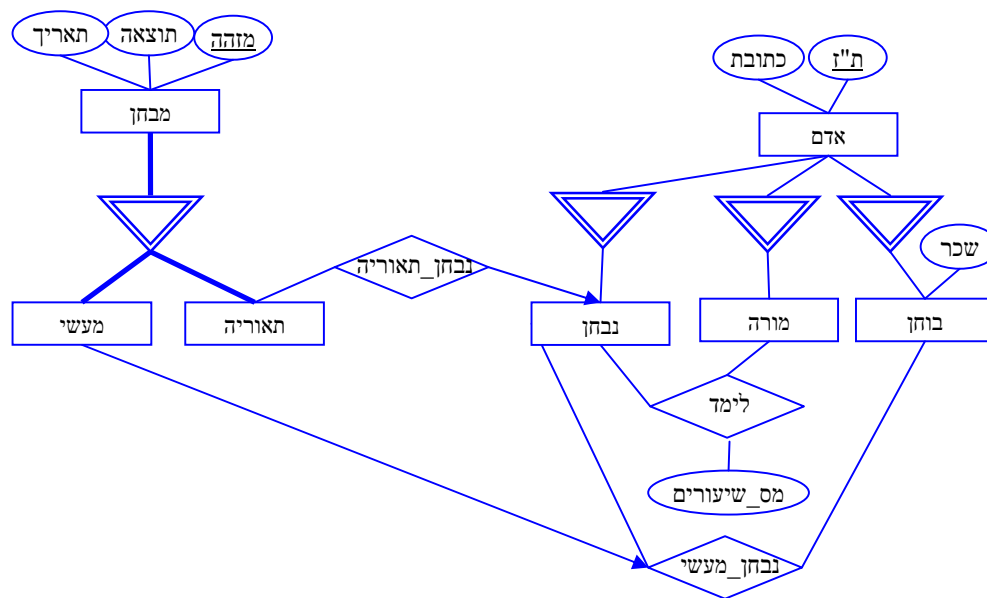 מזהה
תוצאה
תאריך
ת"ז
כתובת
מבחן
אדם
שכר
נבחן_תאוריה
בוחן
מורה
נבחן
תאוריה
מעשי
לימד
מס_שיעורים
נבחן_מעשי